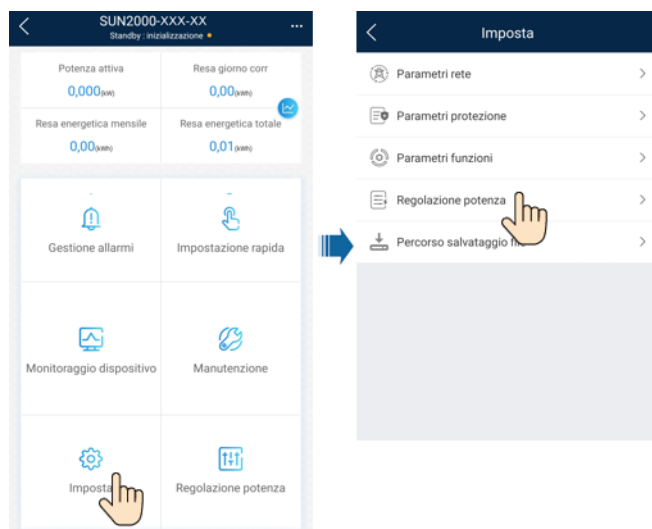 SUN2000-XXX-XX
Standby : inizializzazione
Potenza attiva
Resa giorno corr
0,000(kW)
0,00(kWh)
Resa energetica mensile
Resa energetica totale
0,00(kWh)
0,01(kWh)
Gestione allarmi
Impostazione rapida
Monitoraggio dispositivo
Manutenzione
Imposta
Regolazione potenza
Imposta
Parametri rete
Parametri protezione
Parametri funzioni
Regolazione potenza
Percorso salvataggio